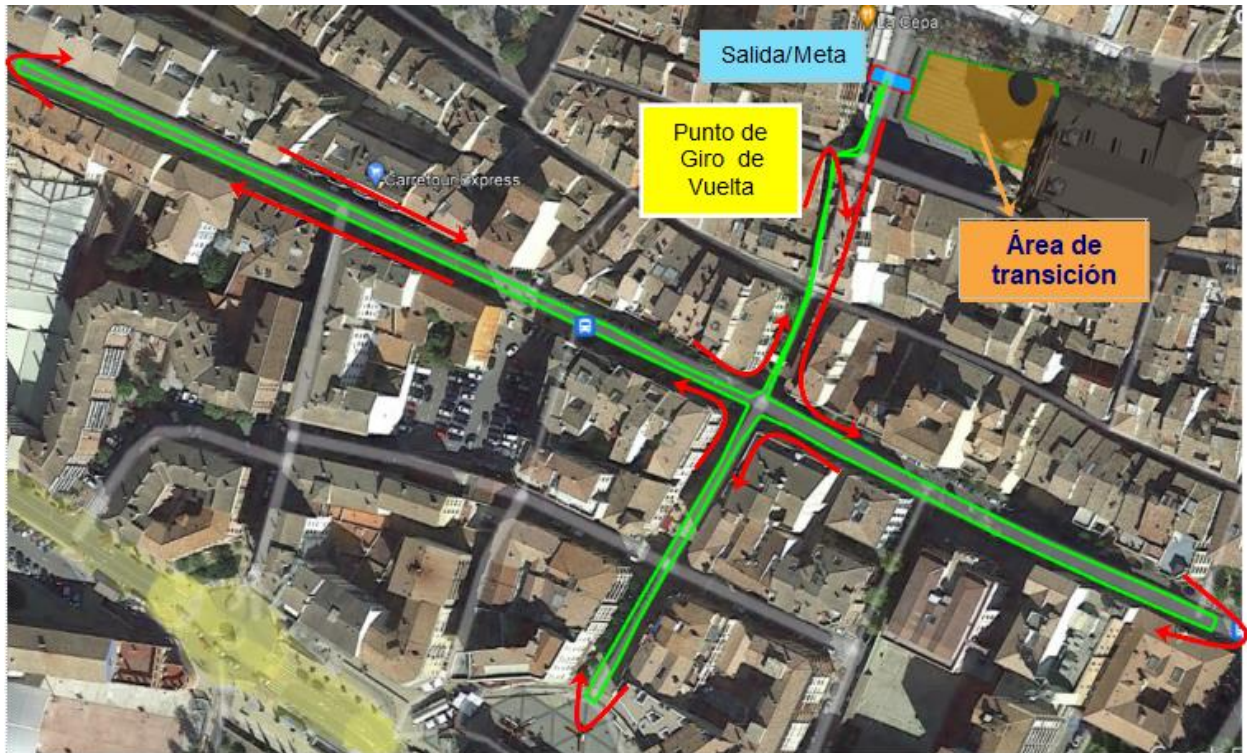 La Cepa
Salida/Meta
Punto de
Giro de
Vuelta
Carrefour Express
Área de
transición